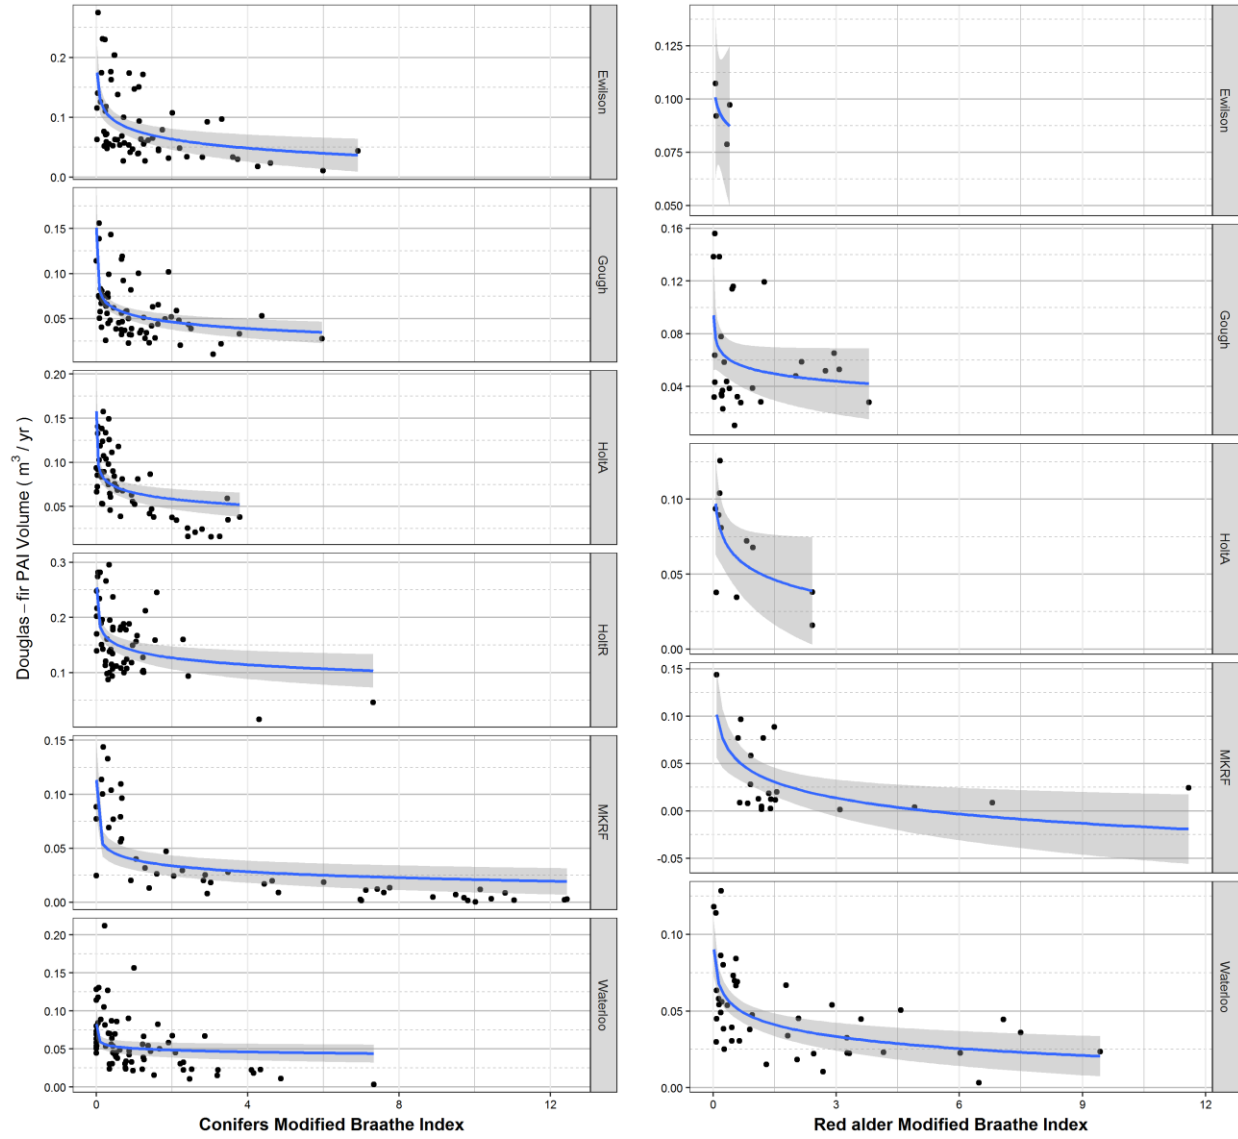 Douglas−fir PAI Volume ( m³ / yr )
0.2
0.1
0.0
Ewilson
0.15
0.10
0.05
Gough
0.20
0.15
0.10
0.05
HoltA
0.3
0.2
0.1
HoltR
0.15
0.10
0.05
0.00
MKRF
0.20
0.15
0.10
0.05
0.00
Waterloo
0 4 8 12
Conifers Modified Braathe Index
0.125
0.100
0.075
0.050
Ewilson
0.16
0.12
0.08
0.04
Gough
0.10
0.05
0.00
HoltA
0.15
0.10
0.05
0.00
-0.05
MKRF
0.10
0.05
0.00
Waterloo
0 3 6 9 12
Red alder Modified Braathe Index